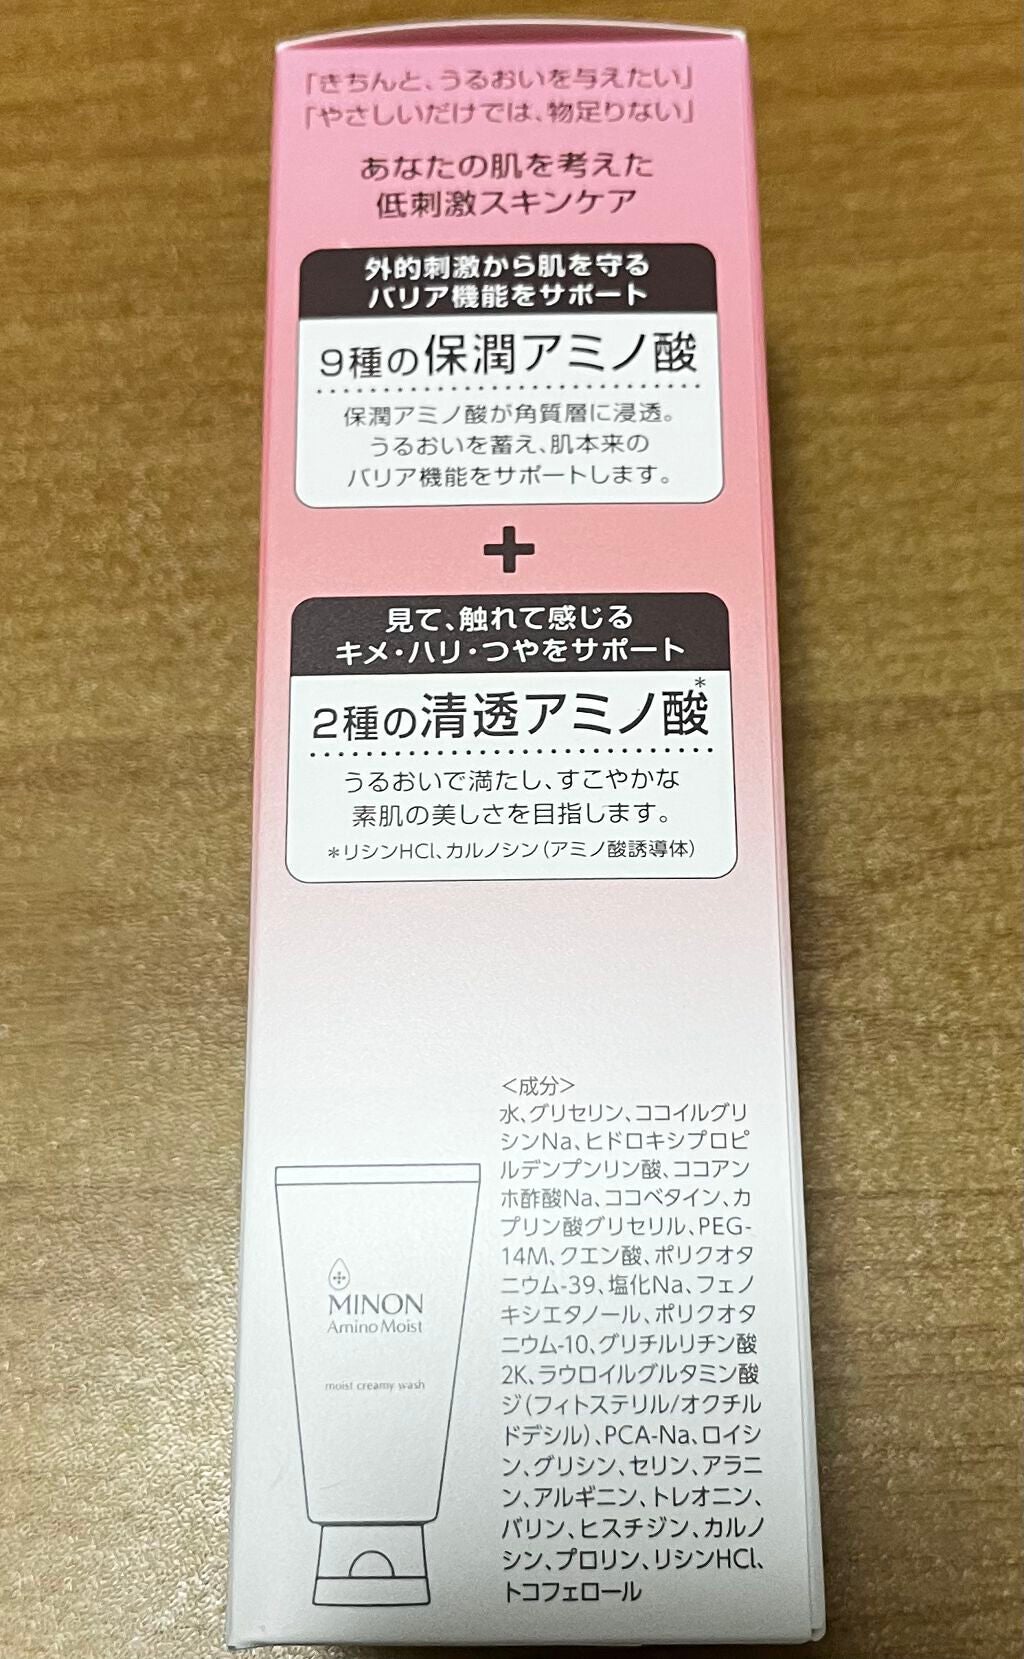 「きちんと、うるおいを与えたい」
「やさしいだけでは、物足りない」
あなたの肌を考えた
低刺激スキンケア
外的刺激から肌を守る
バリア機能をサポート
9種の保潤アミノ酸
保潤アミノ酸が角質層に浸透。
うるおいを蓄え、肌本来の
バリア機能をサポートします。
+
見て、触れて感じる
キメ・ハリ・つやをサポート
2種の清透アミノ酸*
うるおいで満たし、すこやかな
素肌の美しさを目指します。
*リシンHCl、カルノシン(アミノ酸誘導体)
<成分>
水、グリセリン、ココイルグリ
シンNa、ヒドロキシプロピ
ルデンプンリン酸、ココアン
ホ酢酸Na、ココベタイン、カ
プリン酸グリセリル、PEG-
14M、クエン酸、ポリクオタ
ニウム-39、塩化Na、フェノ
キシエタノール、ポリクオタ
ニウム-10、グリチルリチン酸
2K、ラウロイルグルタミン酸
ジ(フィトステリル/オクチル
ドデシル)、PCA-Na、ロイシ
ン、グリシン、セリン、アラニ
ン、アルギニン、トレオニン、
バリン、ヒスチジン、カルノ
シン、プロリン、リシンHCl、
トコフェロール
MINON
Amino Moist
moist creamy wash